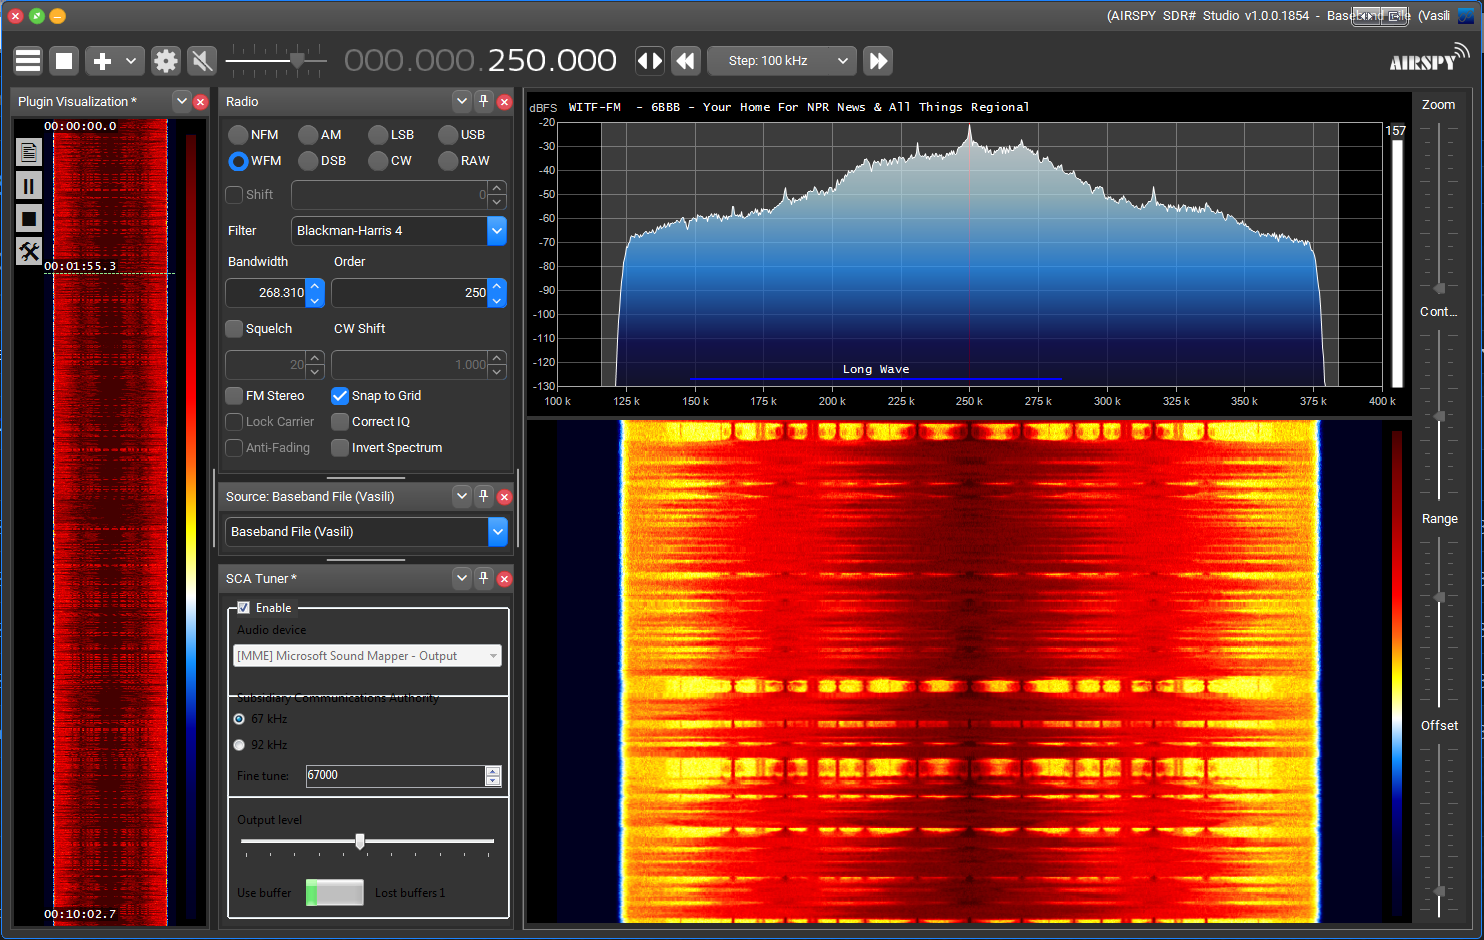 (AIRSPY SDR# Studio v1.0.0.1854 - Baseband File (Vasili
000.000.250.000
Step: 100 kHz
AIRSPY
Plugin Visualization *
00:00:00.0
00:01:55.3
00:10:02.7
Radio
NFM AM LSB USB
WFM DSB CW RAW
Shift 0
Filter Blackman-Harris 4
Bandwidth Order
268.310 250
Squelch CW Shift
20 1.000
FM Stereo Snap to Grid
Lock Carrier Correct IQ
Anti-Fading Invert Spectrum
Source: Baseband File (Vasili)
Baseband File (Vasili)
SCA Tuner *
Enable
Audio device
[MME] Microsoft Sound Mapper - Output
Subsidiary Communications Authority
67 kHz
92 kHz
Fine tune: 67000
Output level
Use buffer Lost buffers 1
dBFS WITF-FM - 6BBB - Your Home For NPR News & All Things Regional
-20
-30
-40
-50
-60
-70
-80
-90
-100
-110
-120
-130
Long Wave
100 k 125 k 150 k 175 k 200 k 225 k 250 k 275 k 300 k 325 k 350 k 375 k 400 k
157
Zoom
Cont...
Range
Offset